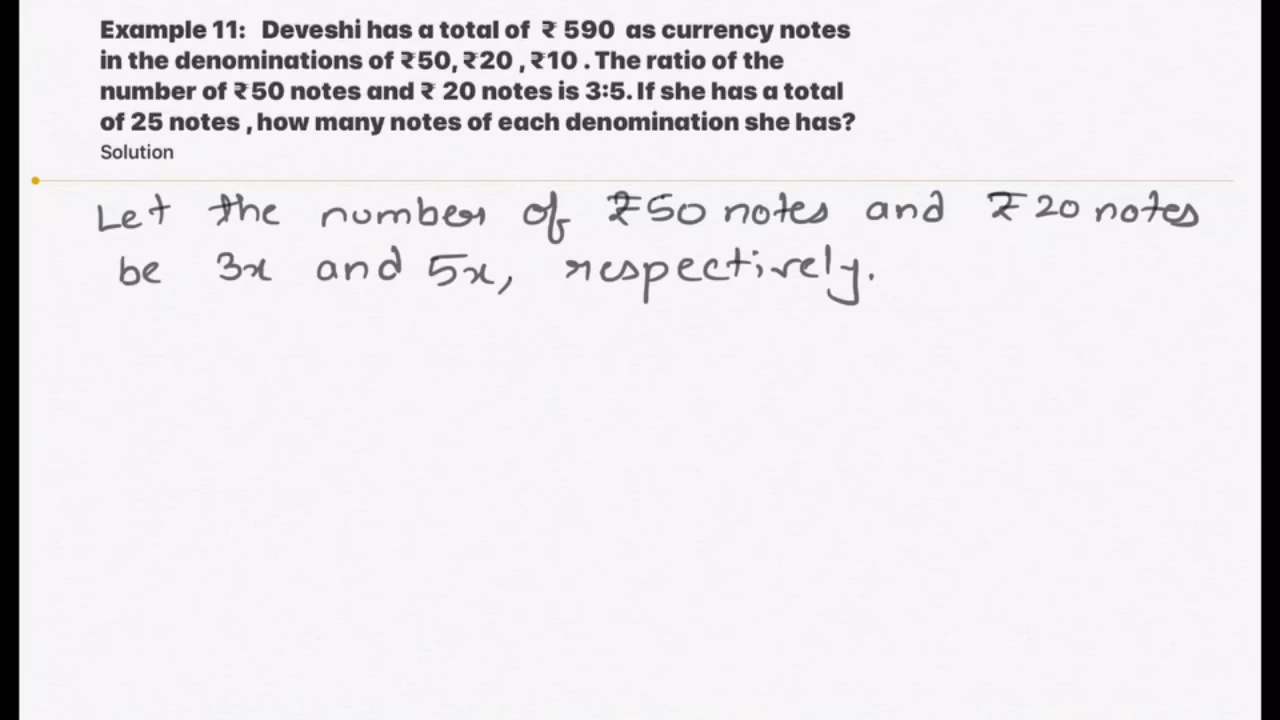 Example 11: Deveshi has a total of ₹ 590 as currency notes
in the denominations of ₹50, ₹20 , ₹10 . The ratio of the
number of ₹50 notes and ₹ 20 notes is 3:5. If she has a total
of 25 notes , how many notes of each denomination she has?
Solution
Let the number of ₹50 notes and ₹20 notes
be 3x and 5x, respectively.